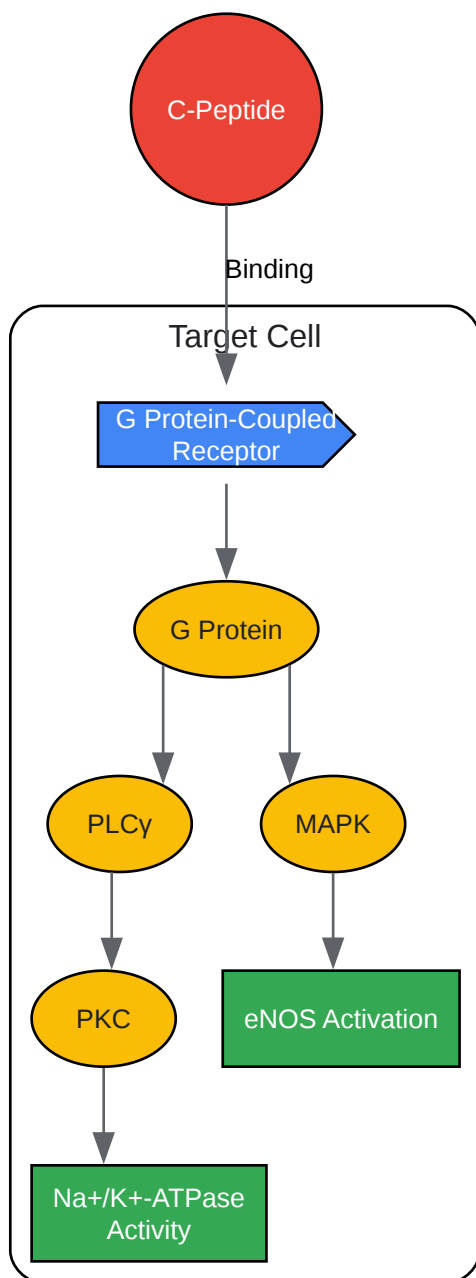 C-Peptide
Binding
Target Cell
G Protein-Coupled
Receptor
G Protein
PLCγ
MAPK
PKC
eNOS Activation
Na+/K+-ATPase
Activity